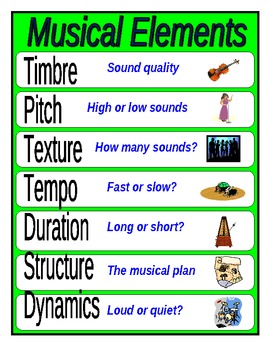 Musical Elements
Timbre Sound quality
Pitch High or low sounds
Texture How many sounds?
Tempo Fast or slow?
Duration Long or short?
Structure The musical plan
Dynamics Loud or quiet?